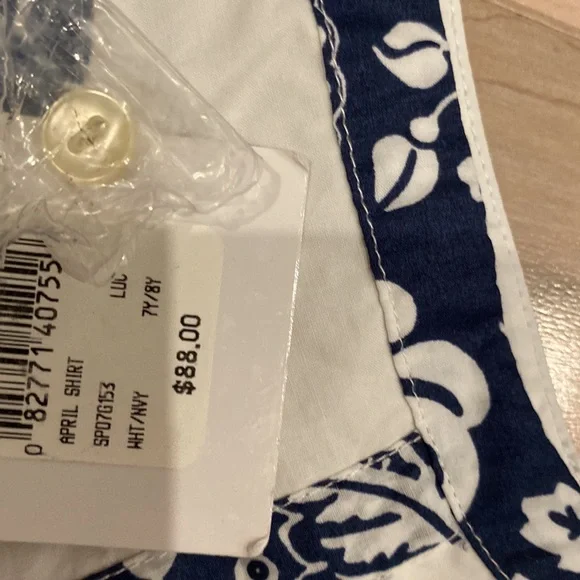 0 82771 40755
APRIL SHIRT
SP07G153 LUC
WHT/NVY 7Y/8Y
$88.00